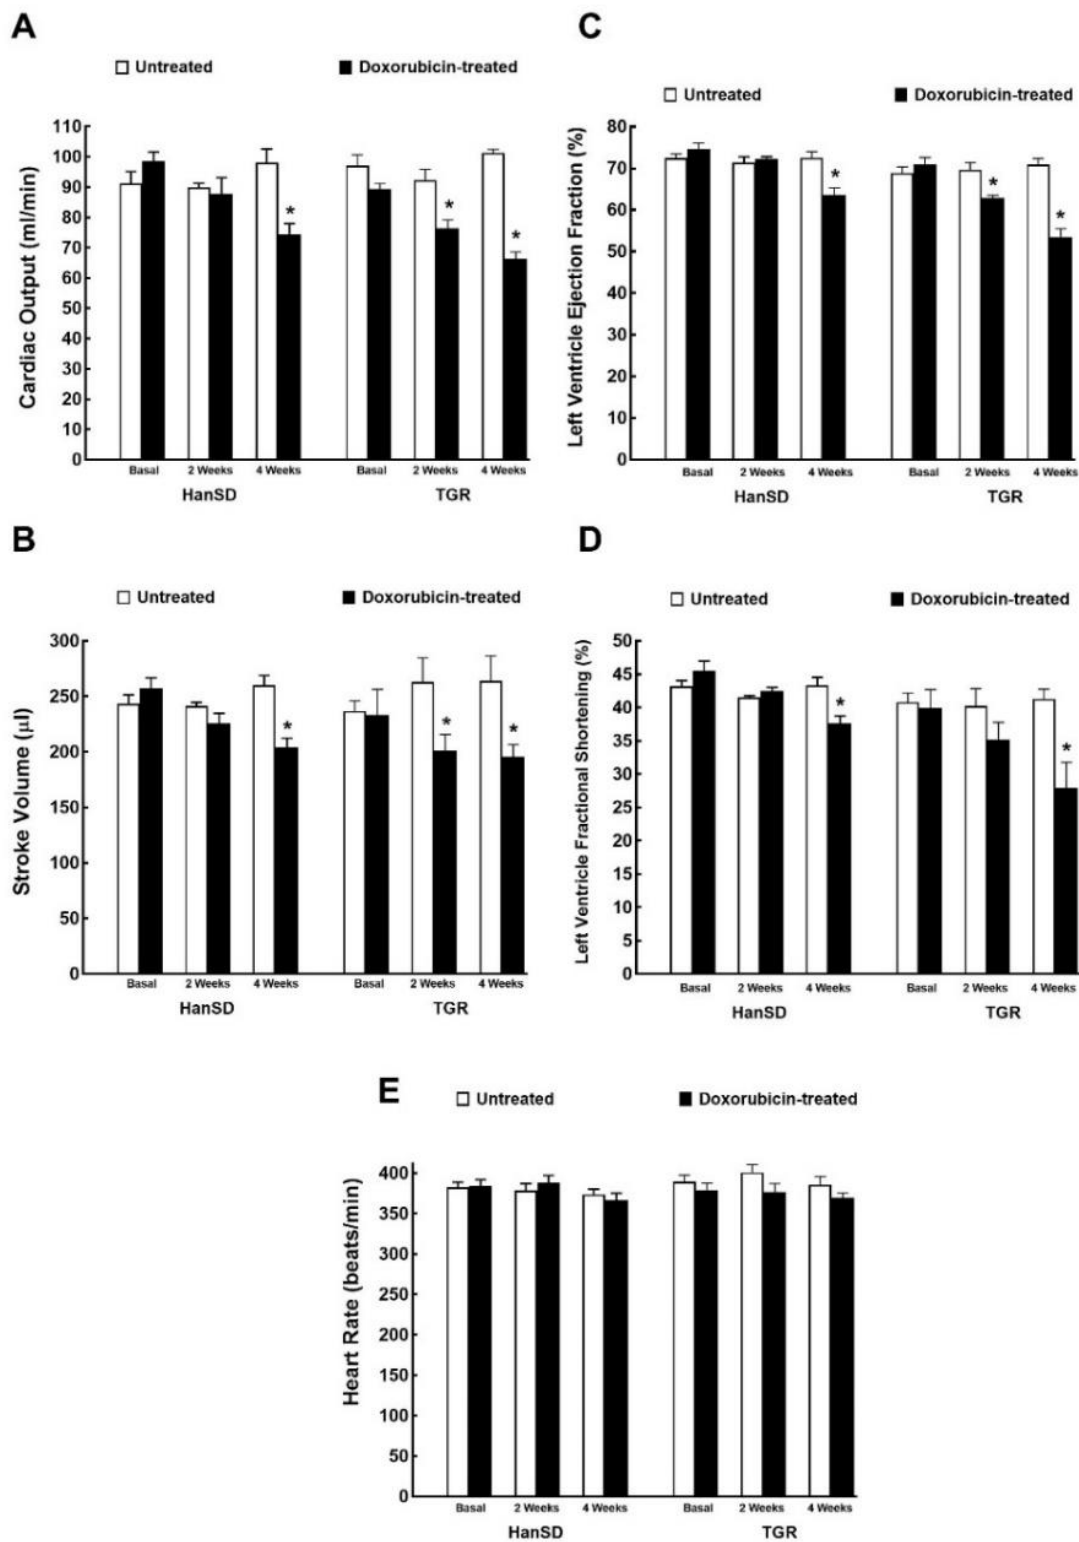 A
Untreated Doxorubicin-treated
Cardiac Output (ml/min)
110
100
90
80
70
60
50
40
30
20
10
0
* * *
Basal 2 Weeks 4 Weeks Basal 2 Weeks 4 Weeks
HanSD TGR
C
Untreated Doxorubicin-treated
Left Ventricle Ejection Fraction (%)
80
70
60
50
40
30
20
10
0
* * *
Basal 2 Weeks 4 Weeks Basal 2 Weeks 4 Weeks
HanSD TGR
B
Untreated Doxorubicin-treated
Stroke Volume (µl)
300
250
200
150
100
50
0
* * *
Basal 2 Weeks 4 Weeks Basal 2 Weeks 4 Weeks
HanSD TGR
D
Untreated Doxorubicin-treated
Left Ventricle Fractional Shortening (%)
50
45
40
35
30
25
20
15
10
5
0
* *
Basal 2 Weeks 4 Weeks Basal 2 Weeks 4 Weeks
HanSD TGR
E
Untreated Doxorubicin-treated
Heart Rate (beats/min)
400
350
300
250
200
150
100
50
0
Basal 2 Weeks 4 Weeks Basal 2 Weeks 4 Weeks
HanSD TGR